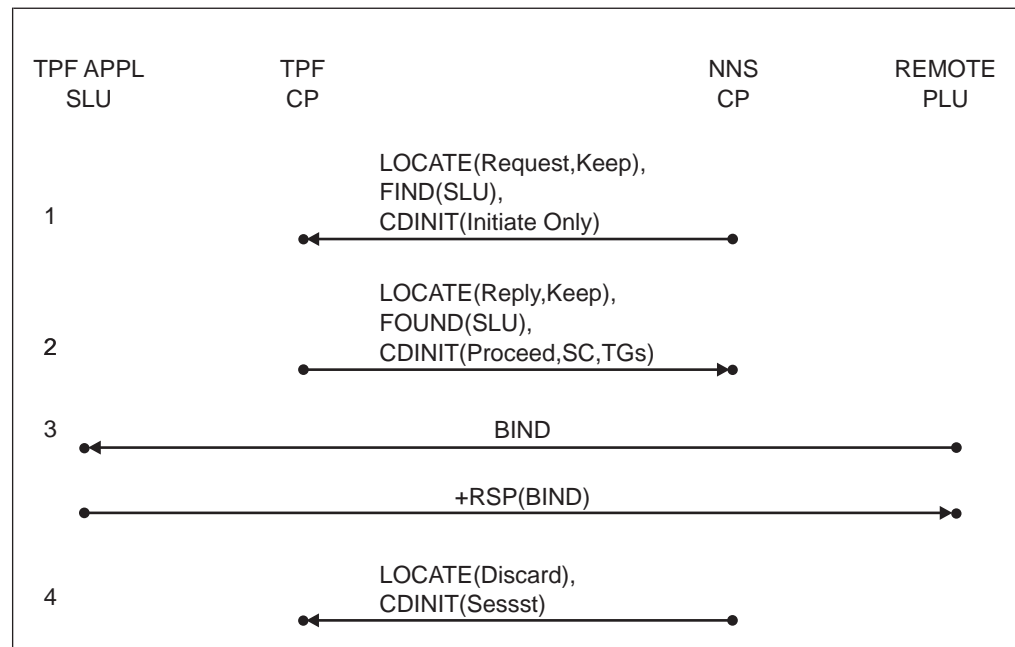 TPF APPL TPF NNS REMOTE
SLU CP CP PLU
LOCATE(Request,Keep),
FIND(SLU),
1
CDINIT(Initiate Only)
LOCATE(Reply,Keep),
FOUND(SLU),
2
CDINIT(Proceed,SC,TGs)
3 BIND
+RSP(BIND)
LOCATE(Discard),
4
CDINIT(Sessst)